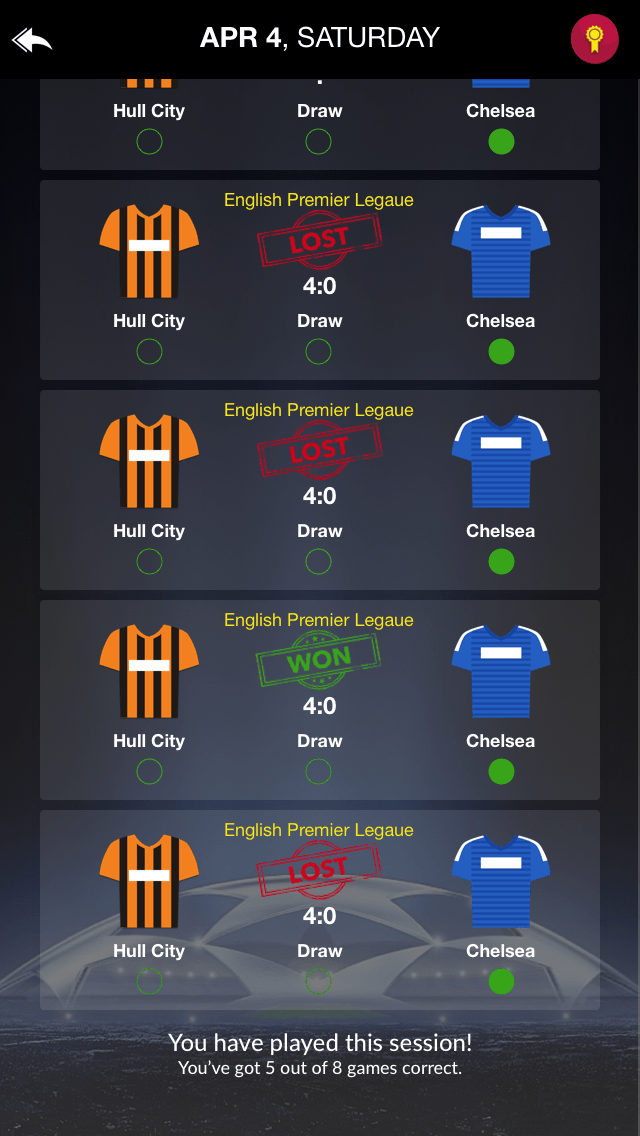 APR 4, SATURDAY
Hull City Draw Chelsea
English Premier Legaue
LOST
4:0
Hull City Draw Chelsea
English Premier Legaue
LOST
4:0
Hull City Draw Chelsea
English Premier Legaue
WON
4:0
Hull City Draw Chelsea
English Premier Legaue
LOST
4:0
Hull City Draw Chelsea
You have played this session!
You've got 5 out of 8 games correct.